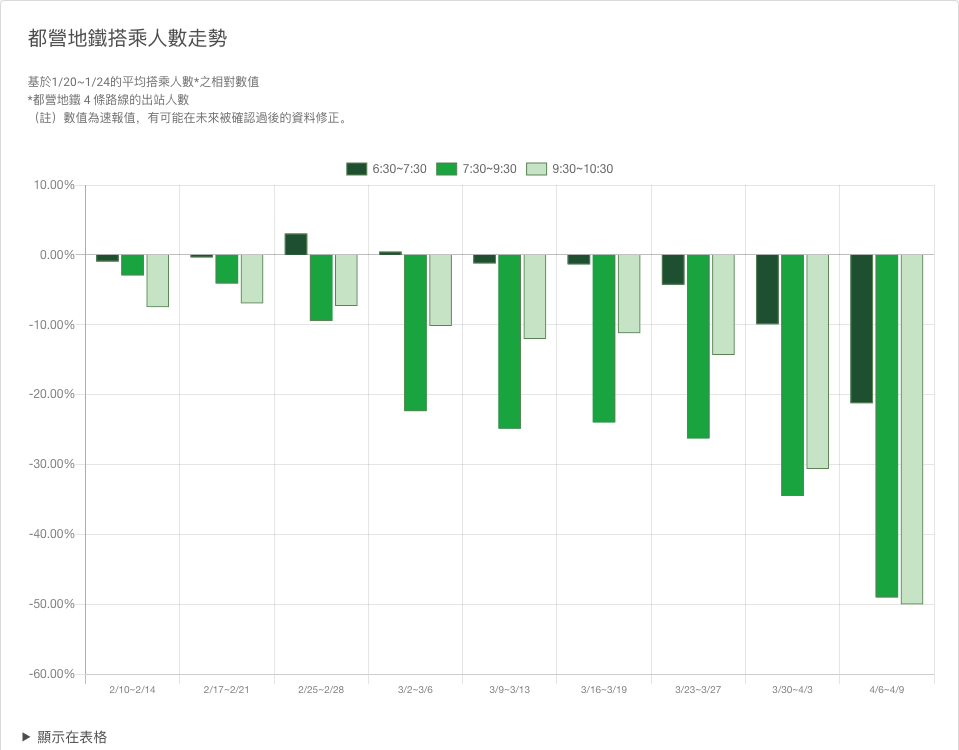 都營地鐵搭乘人數走勢
基於1/20~1/24的平均搭乘人數*之相對數值
*都營地鐵 4 條路線的出站人數
（註）數值為速報值，有可能在未來被確認過後的資料修正。
6:30~7:30 7:30~9:30 9:30~10:30
10.00%
0.00%
-10.00%
-20.00%
-30.00%
-40.00%
-50.00%
-60.00%
2/10~2/14 2/17~2/21 2/25~2/28 3/2~3/6 3/9~3/13 3/16~3/19 3/23~3/27 3/30~4/3 4/6~4/9
▶ 顯示在表格